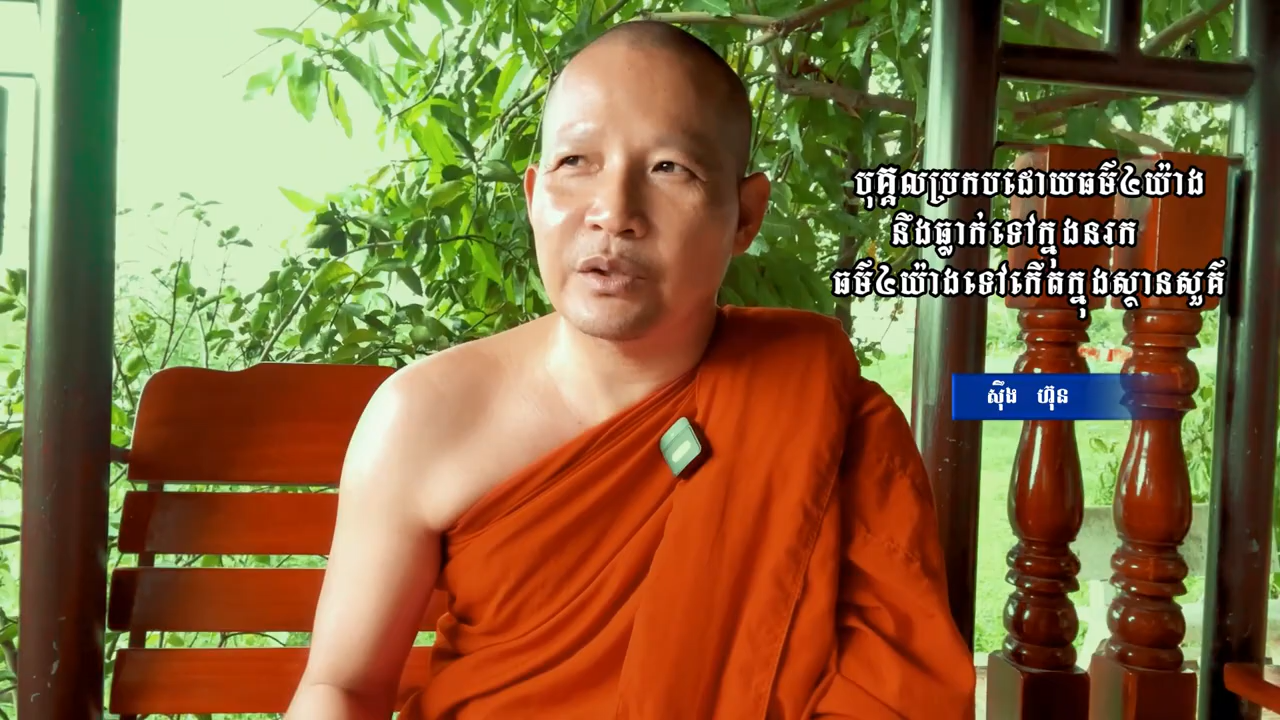 បុគ្គលប្រកបដោយធម៌៤យ៉ាង
នឹងធ្លាក់ទៅក្នុងនរក
ធម៌៤យ៉ាងទៅកើតក្នុងស្ថានសួគ៌
ស៊ឹង ហ៊ុន